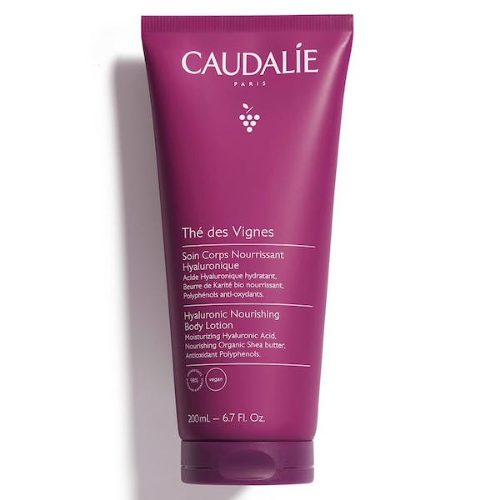 CAUDALÍE
PARIS
Thé des Vignes
Soin Corps Nourrissant
Hyaluronique
Acide Hyaluronique hydratant,
Beurre de Karité bio nourrissant,
Polyphénols anti-oxydants.
Hyaluronic Nourishing
Body Lotion
Moisturizing Hyaluronic Acid,
Nourishing Organic Shea butter,
Antioxidant Polyphenols.
98%
vegan
200mL – 6.7 Fl. Oz.